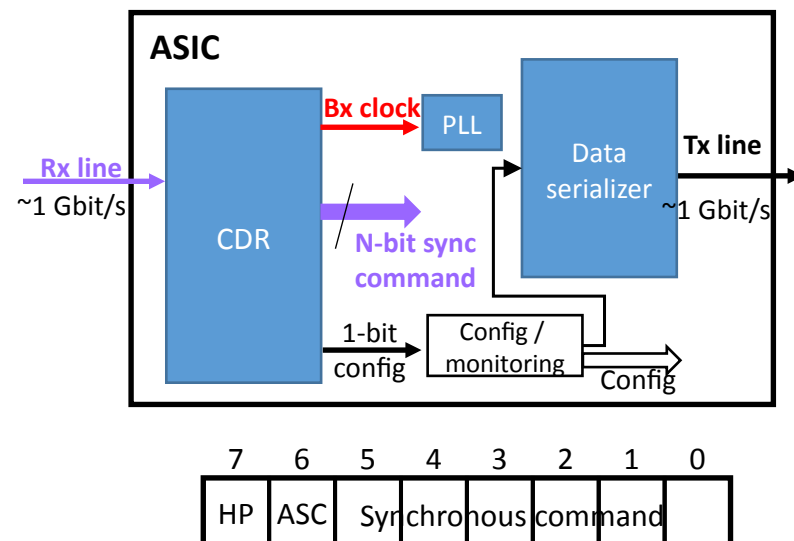 ASIC
Bx clock
PLL
Data
serializer
Tx line
~1 Gbit/s
Rx line
~1 Gbit/s
CDR
N-bit sync
command
1-bit
config
Config /
monitoring
Config
7 6 5 4 3 2 1 0
HP ASC Synchronous command